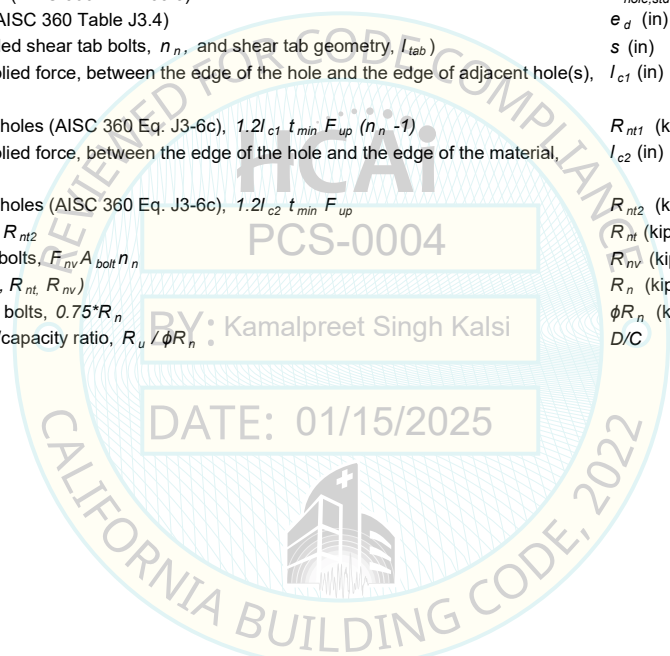 hole,stu
AISC 360 Table J3.4) e d (in)
ed shear tab bolts, n n , and shear tab geometry, l tab ) s (in)
plied force, between the edge of the hole and the edge of adjacent hole(s), l c1 (in)
holes (AISC 360 Eq. J3-6c), 1.2l c1 t min F up (n n -1) R nt1 (k
plied force, between the edge of the hole and the edge of the material, l c2 (in)
holes (AISC 360 Eq. J3-6c), 1.2l c2 t min F up R nt2 (k
R nt2 R nt (kip
bolts, F nv A bolt n n R nv (kip
, R nt, R nv ) R n (kip
bolts, 0.75*R n ϕR n (k
/capacity ratio, R u / ϕR n D/C
REVIEWED FOR CODE COMPLIANCE
HCAi
PCS-0004
BY: Kamalpreet Singh Kalsi
DATE: 01/15/2025
CALIFORNIA BUILDING CODE, 2022